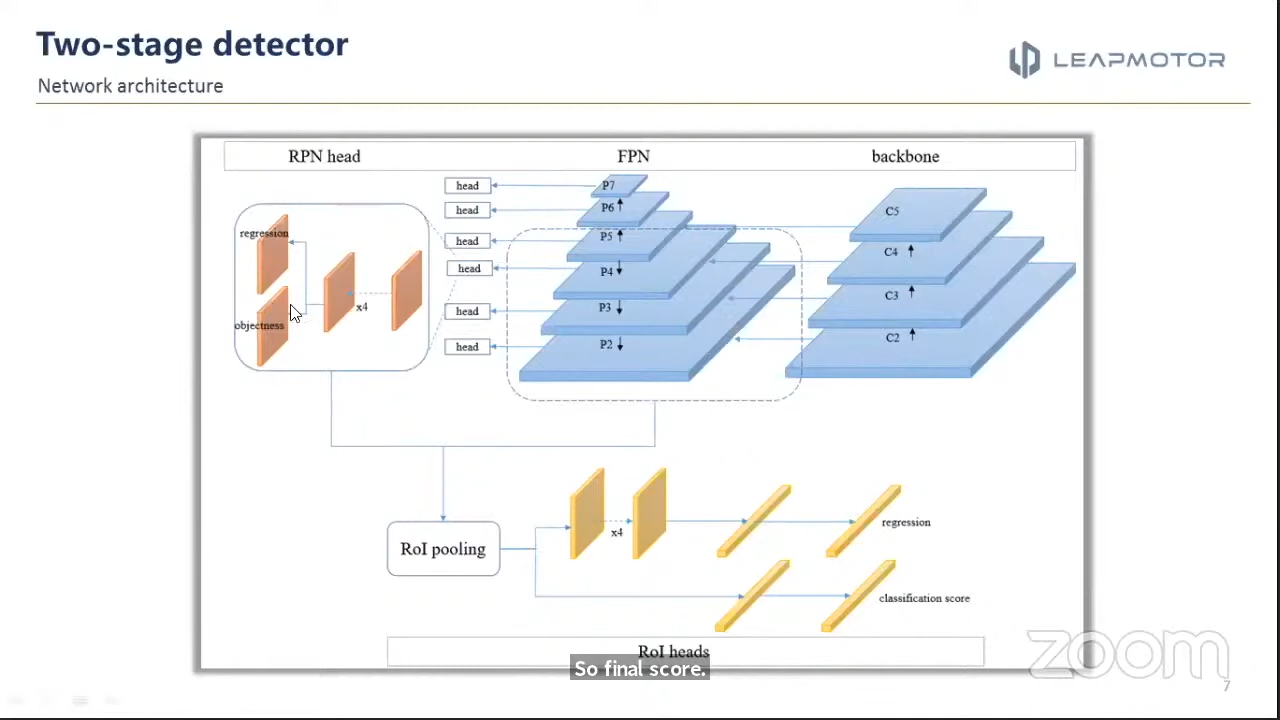 Two-stage detector
LEAPMOTOR
Network architecture
RPN head
FPN
backbone
head
P7
head
P6
C5
regression
head
P5
head
P4
C4
x4
head
P3
C3
objectness
head
P2
C2
RoI pooling
x4
regression
classification score
RoI heads
So final score.
zoom
7